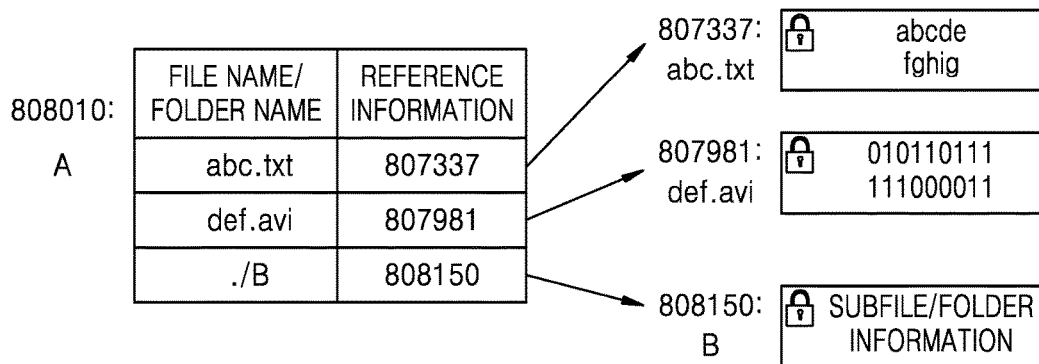 808010:
A
FILE NAME/
FOLDER NAME
REFERENCE
INFORMATION
abc.txt
807337
def.avi
807981
./B
808150
807337:
abc.txt
abcde
fghig
807981:
def.avi
010110111
111000011
808150:
B
SUBFILE/FOLDER
INFORMATION